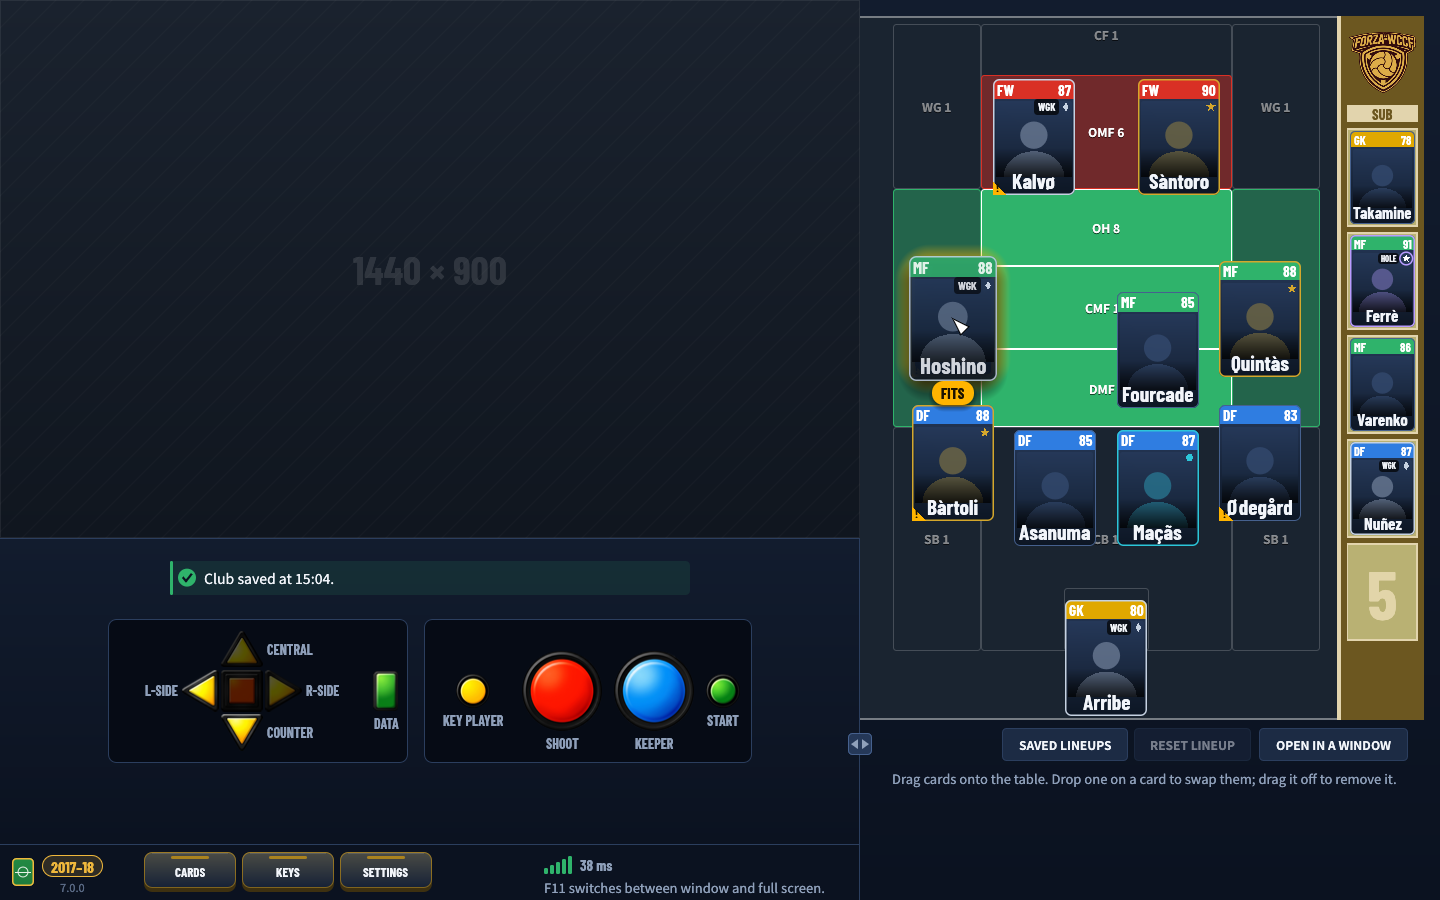 1440 × 900
Club saved at 15:04.
CENTRAL
L-SIDE
R-SIDE
COUNTER
DATA
KEY PLAYER
SHOOT
KEEPER
START
2017-18
7.0.0
CARDS
KEYS
SETTINGS
38 ms
F11 switches between window and full screen.
CF 1
WG 1
WG 1
OMF 6
FW 87
WGK
Kalvø
FW 90
Sàntoro
OH 8
MF 88
WGK
Hoshino
FITS
CMF 1
MF 85
Fourcade
MF 88
Quintàs
DMF
DF 88
Bàrtoli
DF 85
Asanuma
DF 87
Maçãs
DF 83
Ødegård
SB 1
CB 1
SB 1
GK 80
WGK
Arribe
FORZA-WCCF
SUB
GK 78
Takamine
MF 91
HOLE
Ferrè
MF 86
Varenko
DF 87
WGK
Nuñez
5
SAVED LINEUPS
RESET LINEUP
OPEN IN A WINDOW
Drag cards onto the table. Drop one on a card to swap them; drag it off to remove it.